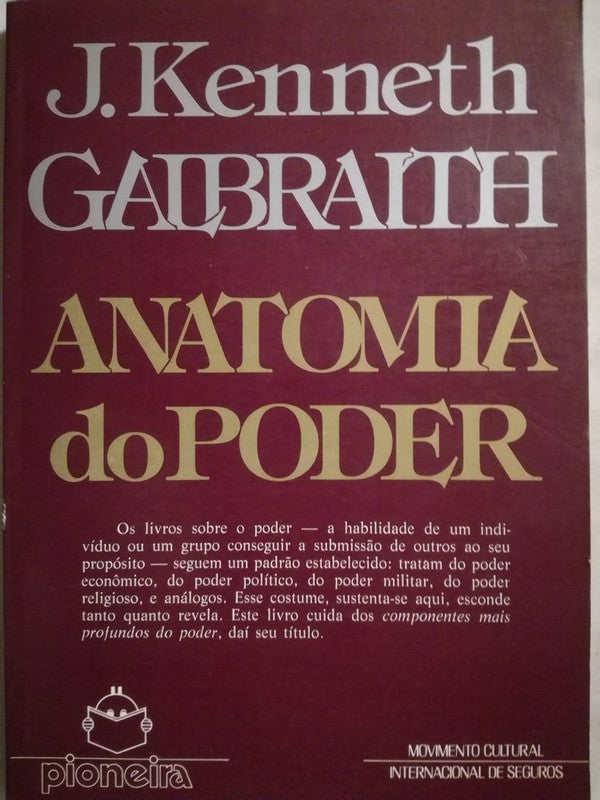 J. Kenneth
GALBRAITH
ANATOMIA
do PODER
Os livros sobre o poder — a habilidade de um indi-
víduo ou um grupo conseguir a submissão de outros ao seu
propósito — seguem um padrão estabelecido: tratam do poder
econômico, do poder político, do poder militar, do poder
religioso, e análogos. Esse costume, sustenta-se aqui, esconde
tanto quanto revela. Este livro cuida dos componentes mais
profundos do poder, daí seu título.
pioneira
MOVIMENTO CULTURAL
INTERNACIONAL DE SEGUROS